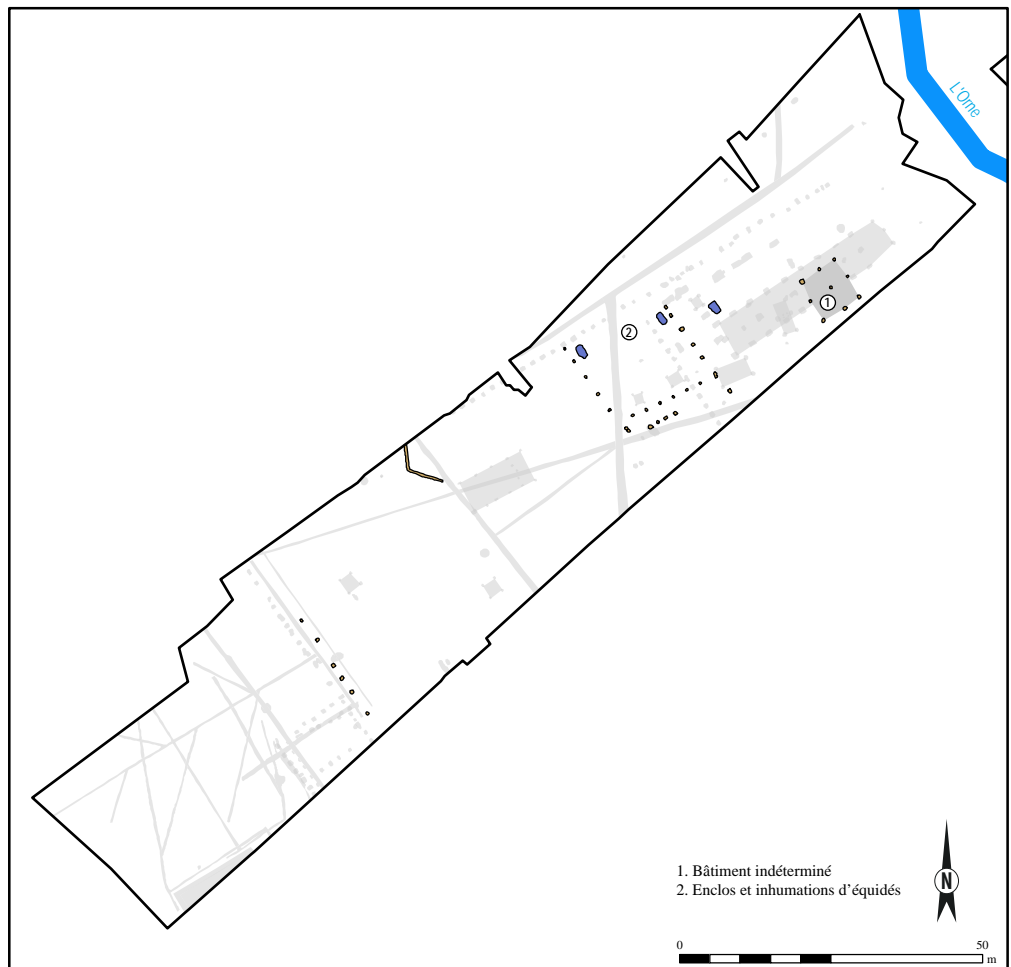 L'Orne
1
2
1. Bâtiment indéterminé
2. Enclos et inhumations d'équidés
N
0 50
m